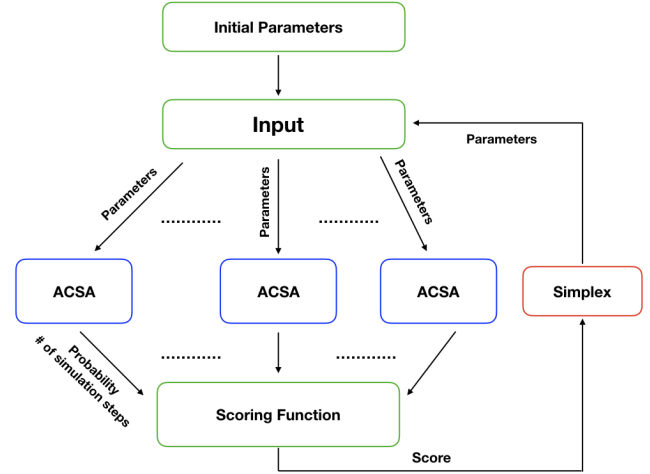 Initial Parameters
Input
Parameters
Parameters
Parameters
Parameters
ACSA
ACSA
ACSA
Simplex
Probability
# of simulation steps
Scoring Function
Score